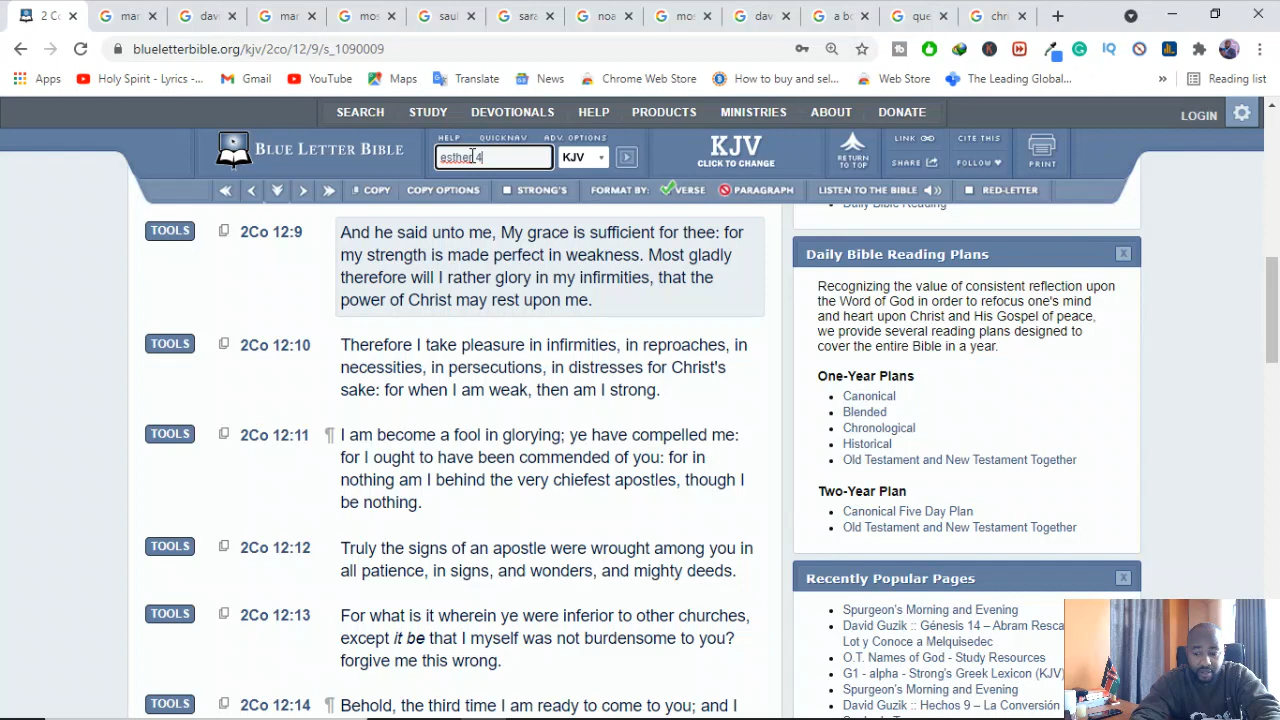 2 C
mar
davi
mar
mos
saul
sara
noa
mos
dav
a b
que
chri
blueletterbible.org/kjv/2co/12/9/s_1090009
Apps
Holy Spirit - Lyrics -...
Gmail
YouTube
Maps
Translate
News
Chrome Web Store
How to buy and sel...
Web Store
The Leading Global...
»
Reading list
SEARCH
STUDY
DEVOTIONALS
HELP
PRODUCTS
MINISTRIES
ABOUT
DONATE
LOGIN
BLUE LETTER BIBLE
HELP
QUICKNAV
ADV. OPTIONS
esther 4
KJV
KJV
CLICK TO CHANGE
RETURN
TO TOP
LINK
CITE THIS
SHARE
FOLLOW
PRINT
COPY
COPY OPTIONS
STRONG'S
FORMAT BY:
VERSE
PARAGRAPH
LISTEN TO THE BIBLE
RED-LETTER
TOOLS
2Co 12:9
And he said unto me, My grace is sufficient for thee: for
my strength is made perfect in weakness. Most gladly
therefore will I rather glory in my infirmities, that the
power of Christ may rest upon me.
TOOLS
2Co 12:10
Therefore I take pleasure in infirmities, in reproaches, in
necessities, in persecutions, in distresses for Christ's
sake: for when I am weak, then am I strong.
TOOLS
2Co 12:11
¶ I am become a fool in glorying; ye have compelled me:
for I ought to have been commended of you: for in
nothing am I behind the very chiefest apostles, though I
be nothing.
TOOLS
2Co 12:12
Truly the signs of an apostle were wrought among you in
all patience, in signs, and wonders, and mighty deeds.
TOOLS
2Co 12:13
For what is it wherein ye were inferior to other churches,
except it be that I myself was not burdensome to you?
forgive me this wrong.
TOOLS
2Co 12:14
¶ Behold, the third time I am ready to come to you; and I
Daily Bible Reading
Daily Bible Reading Plans
Recognizing the value of consistent reflection upon
the Word of God in order to refocus one's mind
and heart upon Christ and His Gospel of peace,
we provide several reading plans designed to
cover the entire Bible in a year.
One-Year Plans
Canonical
Blended
Chronological
Historical
Old Testament and New Testament Together
Two-Year Plan
Canonical Five Day Plan
Old Testament and New Testament Together
Recently Popular Pages
Spurgeon's Morning and Evening
David Guzik :: Génesis 14 – Abram Resca
Lot y Conoce a Melquisedec
O.T. Names of God - Study Resources
G1 - alpha - Strong's Greek Lexicon (KJV)
Spurgeon's Morning and Evening
David Guzik :: Hechos 9 – La Conversión